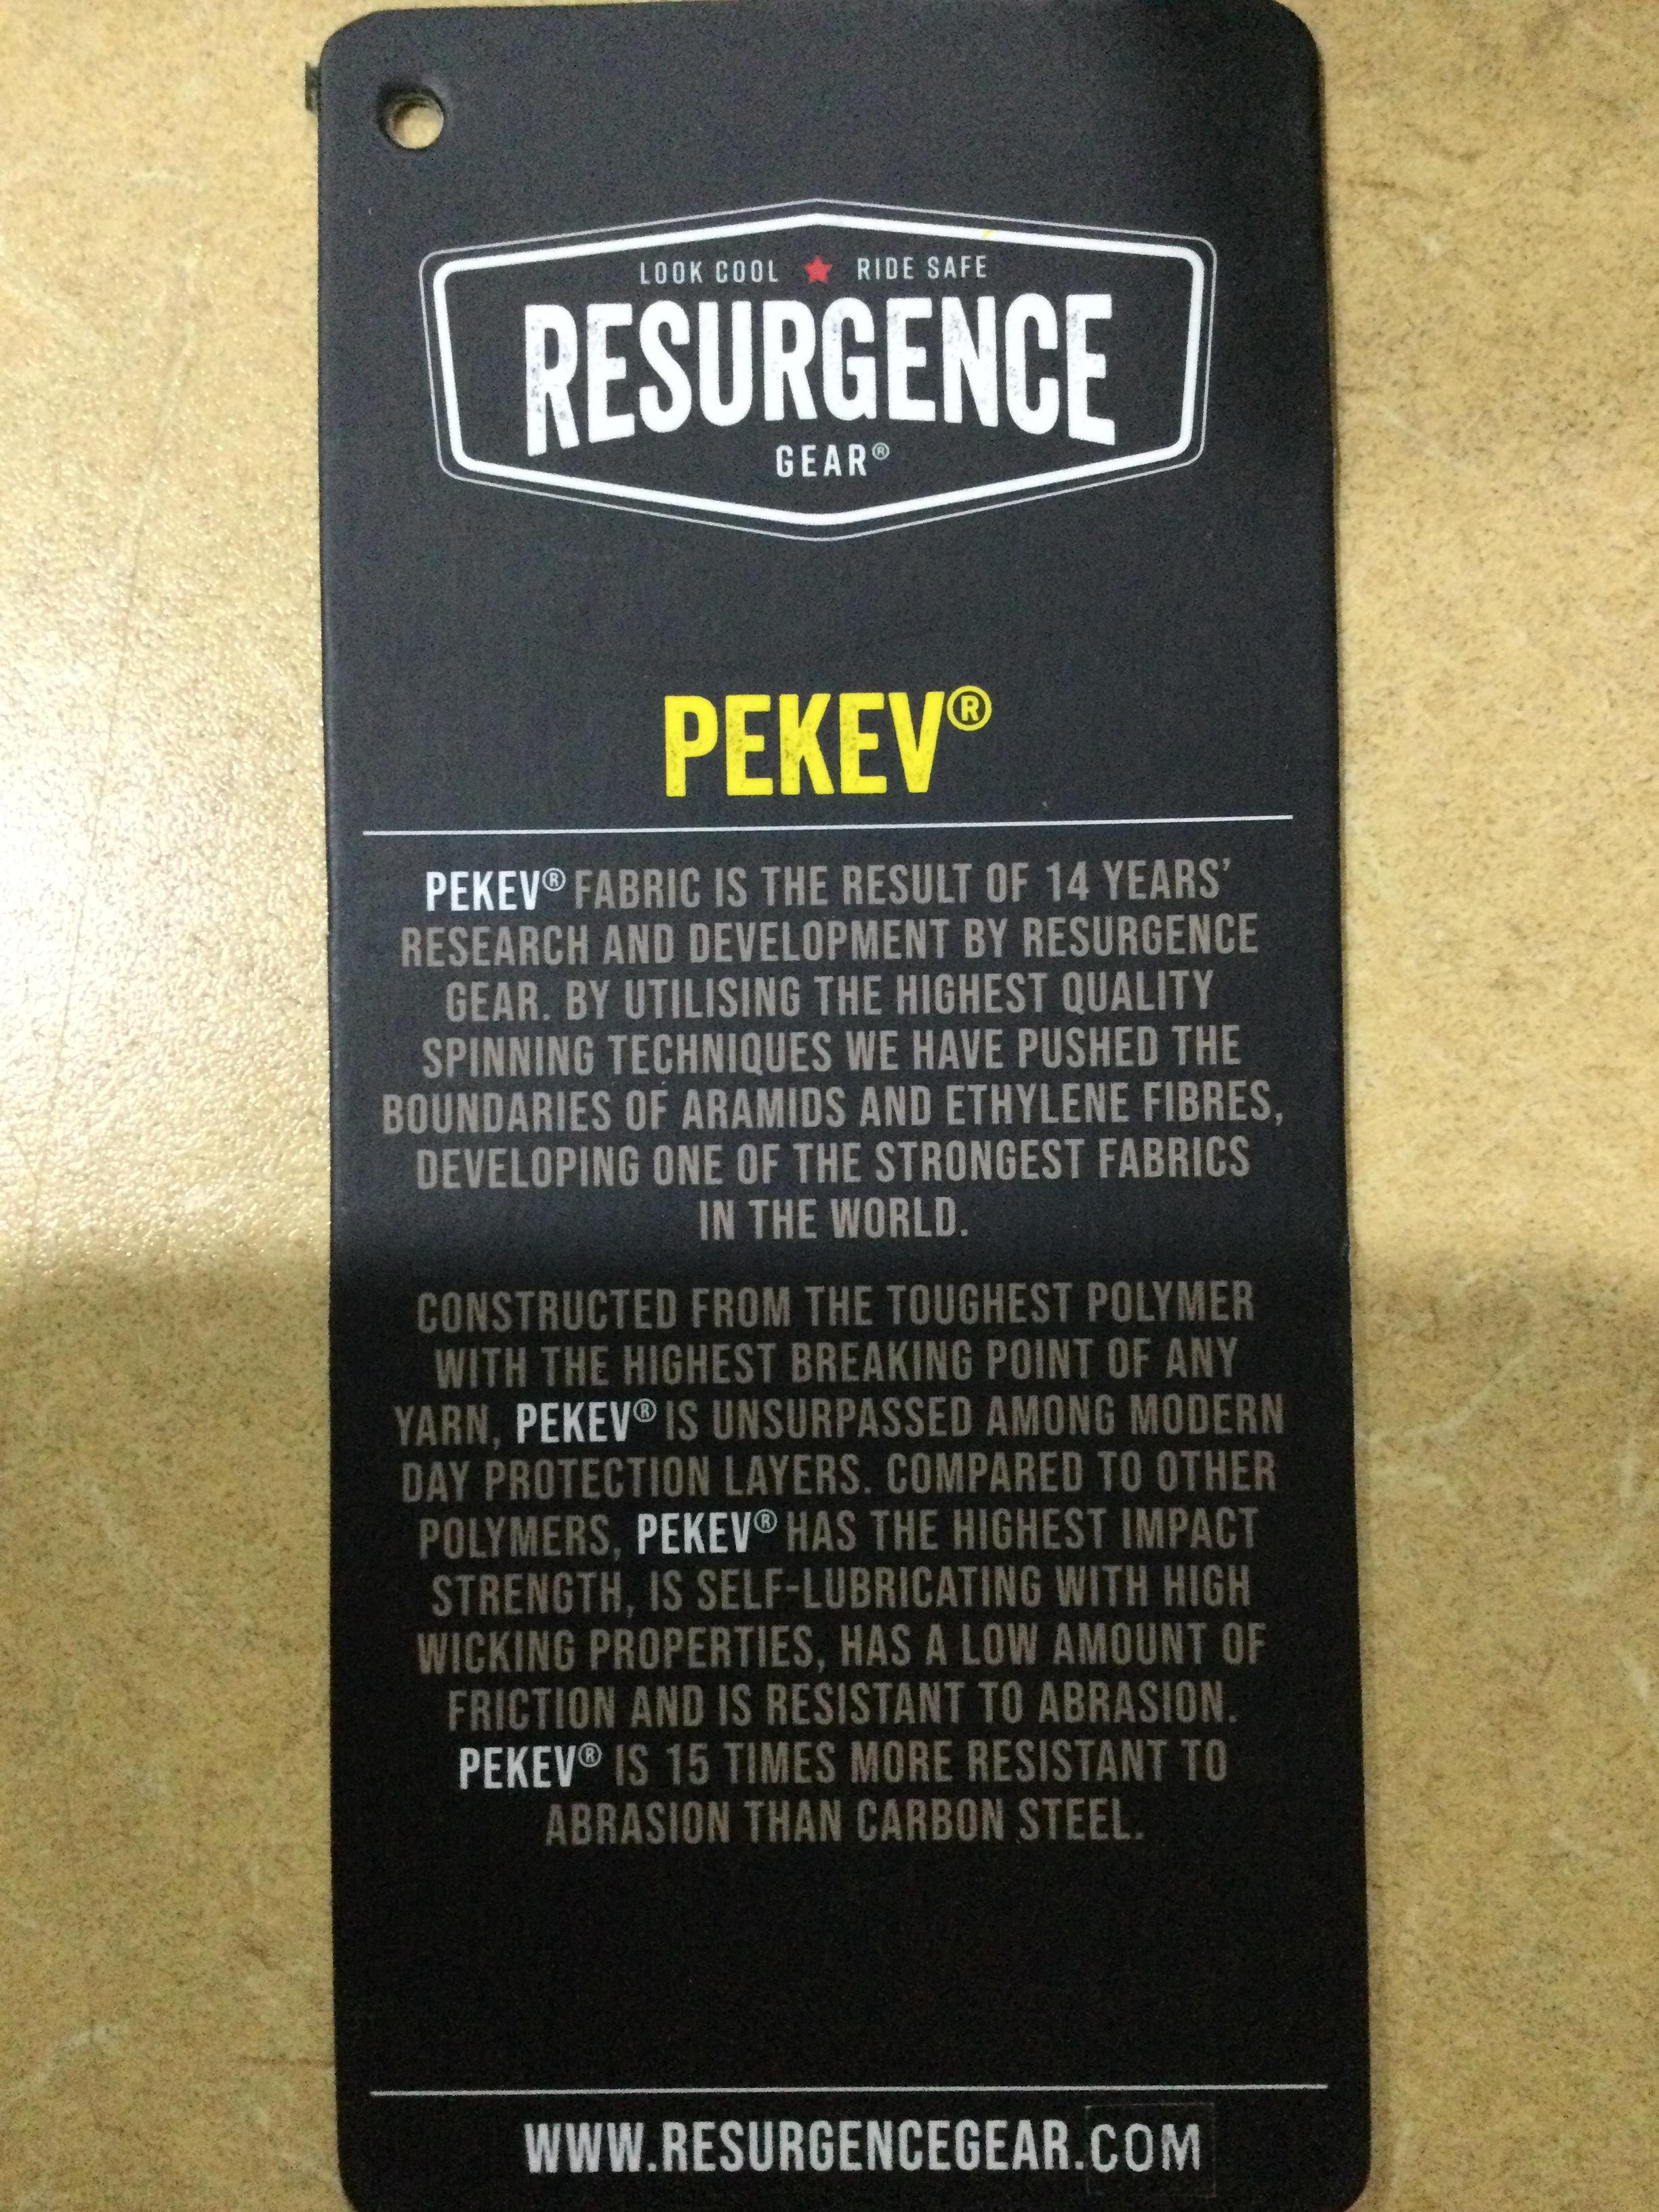 LOOK COOL ★ RIDE SAFE
RESURGENCE
GEAR®
PEKEV®
PEKEV® FABRIC IS THE RESULT OF 14 YEARS'
RESEARCH AND DEVELOPMENT BY RESURGENCE
GEAR. BY UTILISING THE HIGHEST QUALITY
SPINNING TECHNIQUES WE HAVE PUSHED THE
BOUNDARIES OF ARAMIDS AND ETHYLENE FIBRES,
DEVELOPING ONE OF THE STRONGEST FABRICS
IN THE WORLD.
CONSTRUCTED FROM THE TOUGHEST POLYMER
WITH THE HIGHEST BREAKING POINT OF ANY
YARN, PEKEV® IS UNSURPASSED AMONG MODERN
DAY PROTECTION LAYERS. COMPARED TO OTHER
POLYMERS, PEKEV® HAS THE HIGHEST IMPACT
STRENGTH, IS SELF-LUBRICATING WITH HIGH
WICKING PROPERTIES, HAS A LOW AMOUNT OF
FRICTION AND IS RESISTANT TO ABRASION.
PEKEV® IS 15 TIMES MORE RESISTANT TO
ABRASION THAN CARBON STEEL.
WWW.RESURGENCEGEAR.COM